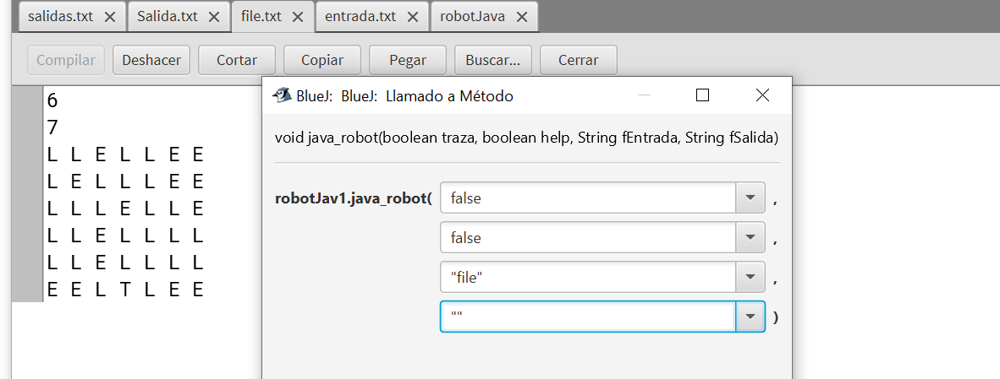 salidas.txt Salida.txt file.txt entrada.txt robotJava
Compilar Deshacer Cortar Copiar Pegar Buscar... Cerrar
6
7
L L E L L E E
L E L L L E E
L L L E L L E
L L E L L L L
L L E L L L L
E E L T L E E
BlueJ: BlueJ: Llamado a Método
void java_robot(boolean traza, boolean help, String fEntrada, String fSalida)
robotJav1.java_robot( false ,
false ,
"file" ,
"" )